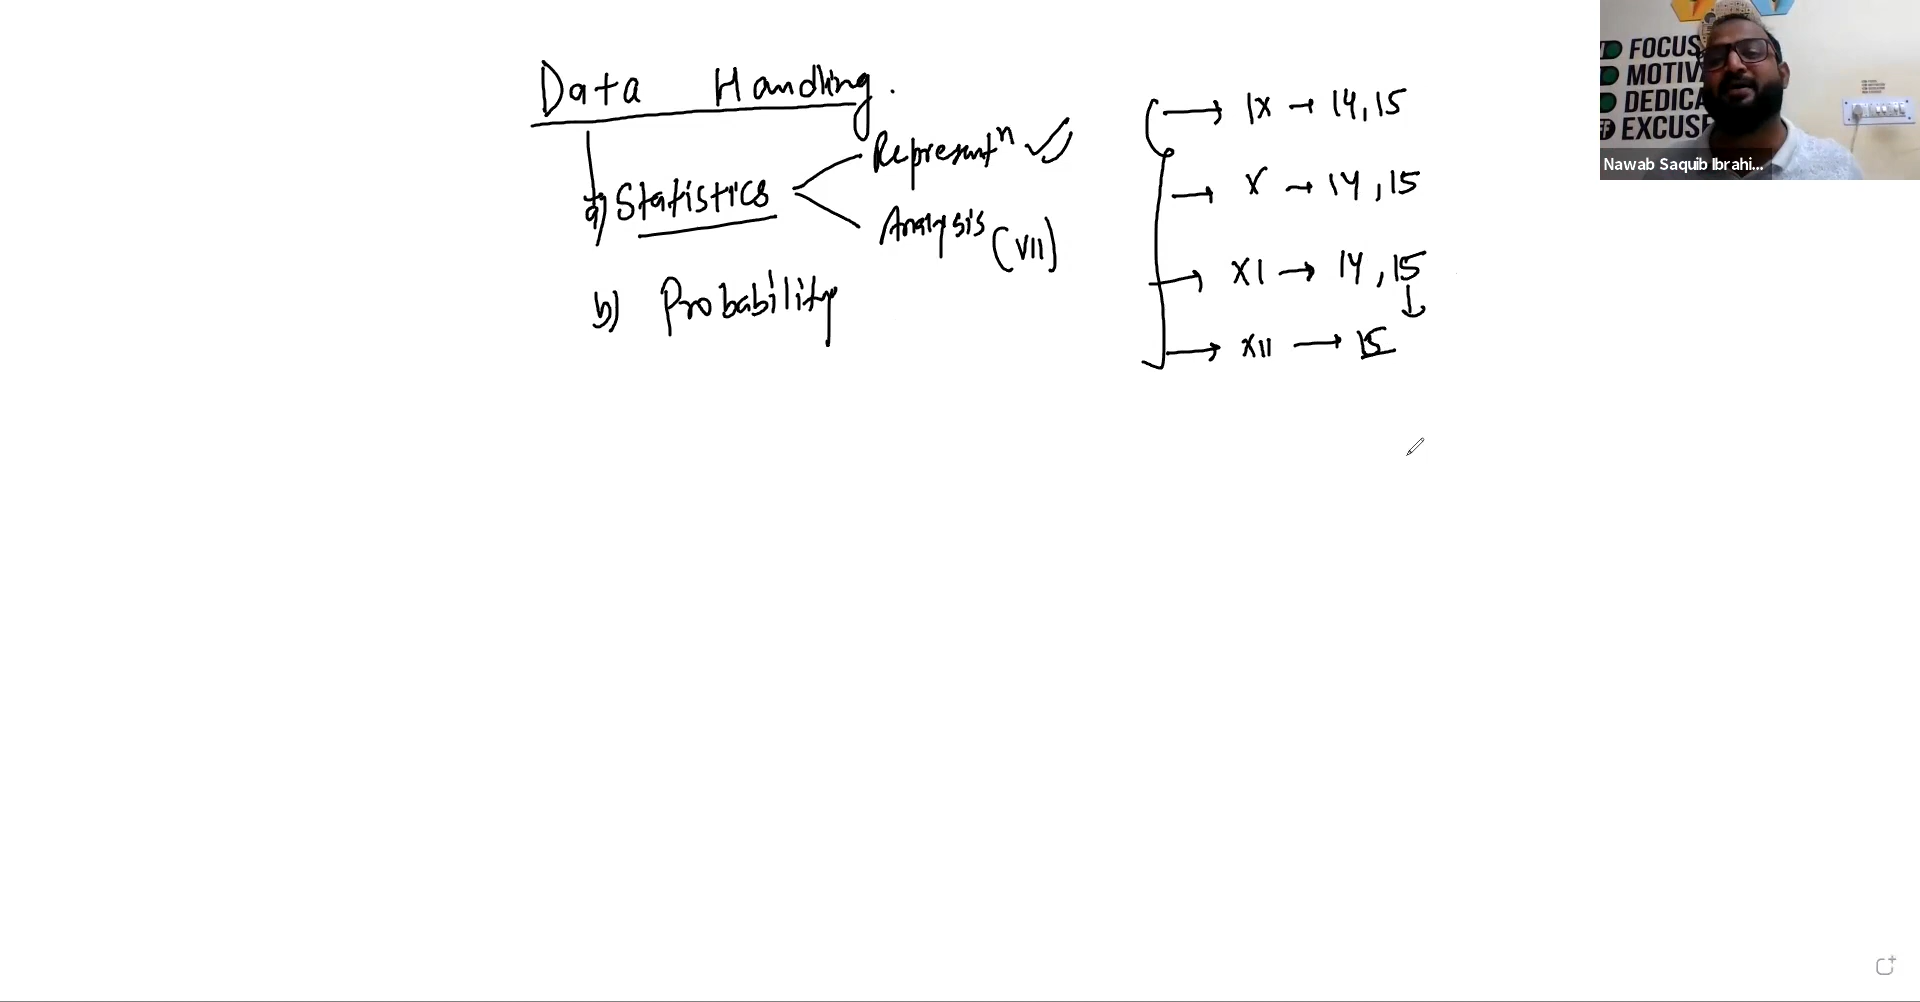 Data Handling.
a) Statistics
Representⁿ
Analysis (VII)
b) Probability
IX → 14, 15
X → 14, 15
XI → 14, 15
XII → 15
FOCUS
MOTIV
DEDICA
EXCUSE
Nawab Saquib Ibrahi...